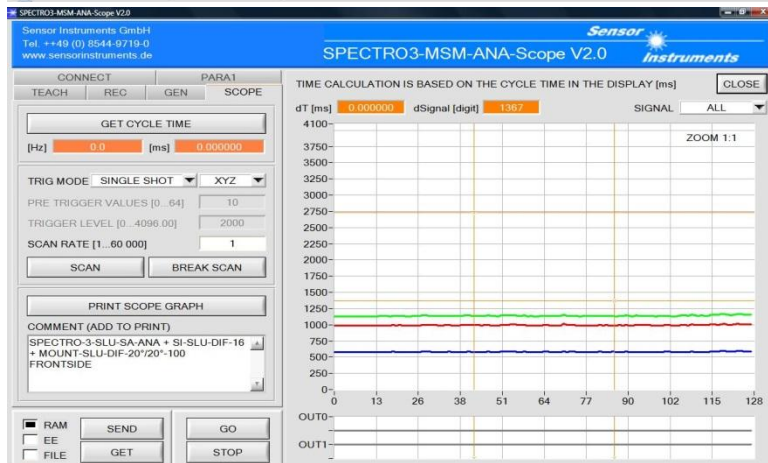 SPECTRO3-MSM-ANA-Scope V2.0
Sensor Instruments GmbH
Tel. ++49 (0) 8544-9719-0
www.sensorinstruments.de
SPECTRO3-MSM-ANA-Scope V2.0
Sensor
Instruments
CONNECT PARA1
TEACH REC GEN SCOPE
GET CYCLE TIME
[Hz] 0.0 [ms] 0.000000
TRIG MODE SINGLE SHOT XYZ
PRE TRIGGER VALUES [0...64] 10
TRIGGER LEVEL [0...4096.00] 2000
SCAN RATE [1...60 000] 1
SCAN BREAK SCAN
PRINT SCOPE GRAPH
COMMENT (ADD TO PRINT)
SPECTRO-3-SLU-SA-ANA + SI-SLU-DIF-16
+ MOUNT-SLU-DIF-20°/20°-100
FRONTSIDE
RAM
EE
FILE
SEND GO
GET STOP
TIME CALCULATION IS BASED ON THE CYCLE TIME IN THE DISPLAY [ms] CLOSE
dT [ms] 0.000000 dSignal [digit] 1367 SIGNAL ALL
ZOOM 1:1
4100
3750
3500
3250
3000
2750
2500
2250
2000
1750
1500
1250
1000
750
500
250
0
0 13 26 38 51 64 77 90 102 115 128
OUT0
OUT1